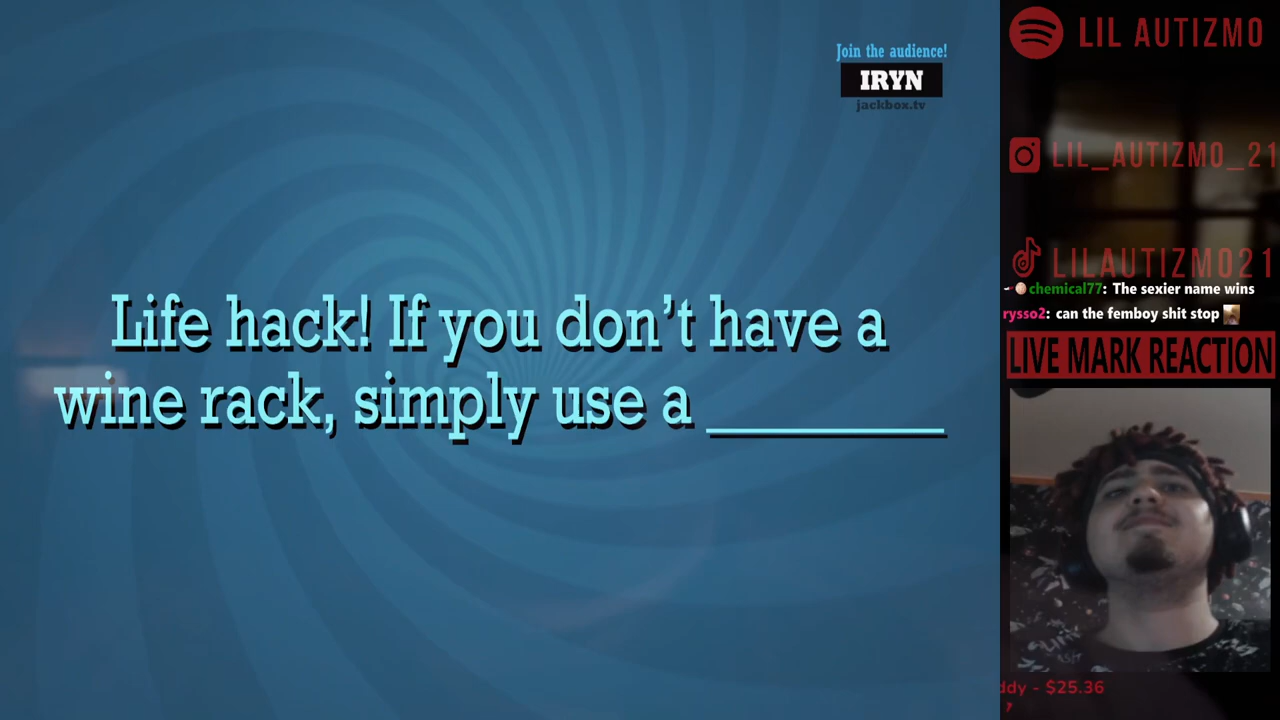 Join the audience!
IRYN
jackbox.tv
Life hack! If you don't have a
wine rack, simply use a ________
LIL AUTIZMO
LIL_AUTIZMO_21
LILAUTIZMO21
chemical77: The sexier name wins
rysso2: can the femboy shit stop
LIVE MARK REACTION
ddy - $25.36